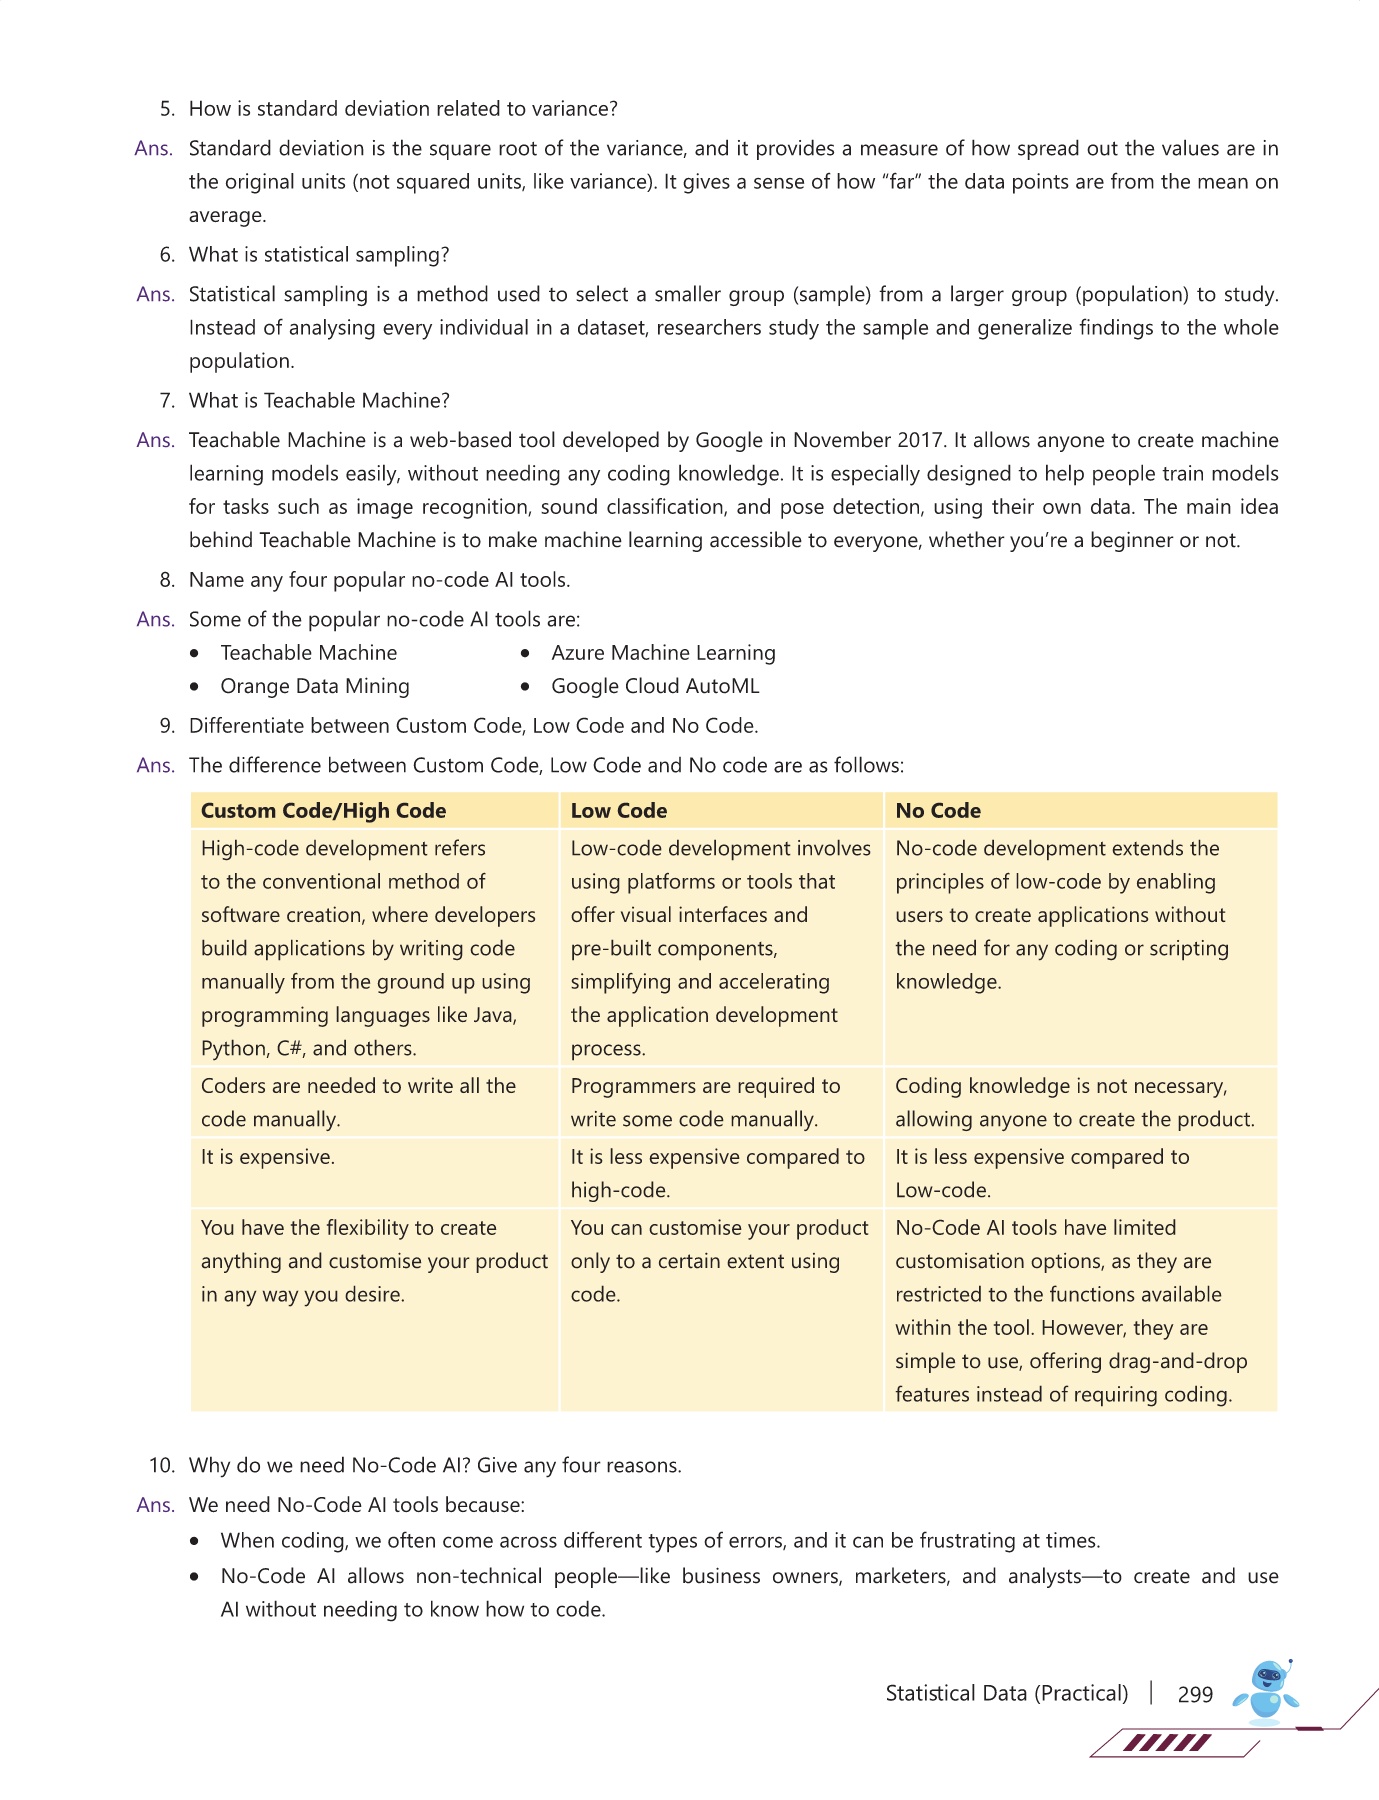 5. How is standard deviation related to variance?
Ans. Standard deviation is the square root of the variance, and it provides a measure of how spread out the values are in
the original units (not squared units, like variance). It gives a sense of how “far” the data points are from the mean on
average.
6. What is statistical sampling?
Ans. Statistical sampling is a method used to select a smaller group (sample) from a larger group (population) to study.
Instead of analysing every individual in a dataset, researchers study the sample and generalize findings to the whole
population.
7. What is Teachable Machine?
Ans. Teachable Machine is a web-based tool developed by Google in November 2017. It allows anyone to create machine
learning models easily, without needing any coding knowledge. It is especially designed to help people train models
for tasks such as image recognition, sound classification, and pose detection, using their own data. The main idea
behind Teachable Machine is to make machine learning accessible to everyone, whether you’re a beginner or not.
8. Name any four popular no-code AI tools.
Ans. Some of the popular no-code AI tools are:
• Teachable Machine • Azure Machine Learning
• Orange Data Mining • Google Cloud AutoML
9. Differentiate between Custom Code, Low Code and No Code.
Ans. The difference between Custom Code, Low Code and No code are as follows:
Custom Code/High Code
Low Code
No Code
High-code development refers
to the conventional method of
software creation, where developers
build applications by writing code
manually from the ground up using
programming languages like Java,
Python, C#, and others.
Low-code development involves
using platforms or tools that
offer visual interfaces and
pre-built components,
simplifying and accelerating
the application development
process.
No-code development extends the
principles of low-code by enabling
users to create applications without
the need for any coding or scripting
knowledge.
Coders are needed to write all the
code manually.
Programmers are required to
write some code manually.
Coding knowledge is not necessary,
allowing anyone to create the product.
It is expensive.
It is less expensive compared to
high-code.
It is less expensive compared to
Low-code.
You have the flexibility to create
anything and customise your product
in any way you desire.
You can customise your product
only to a certain extent using
code.
No-Code AI tools have limited
customisation options, as they are
restricted to the functions available
within the tool. However, they are
simple to use, offering drag-and-drop
features instead of requiring coding.
10. Why do we need No-Code AI? Give any four reasons.
Ans. We need No-Code AI tools because:
• When coding, we often come across different types of errors, and it can be frustrating at times.
• No-Code AI allows non-technical people—like business owners, marketers, and analysts—to create and use
AI without needing to know how to code.
Statistical Data (Practical) | 299